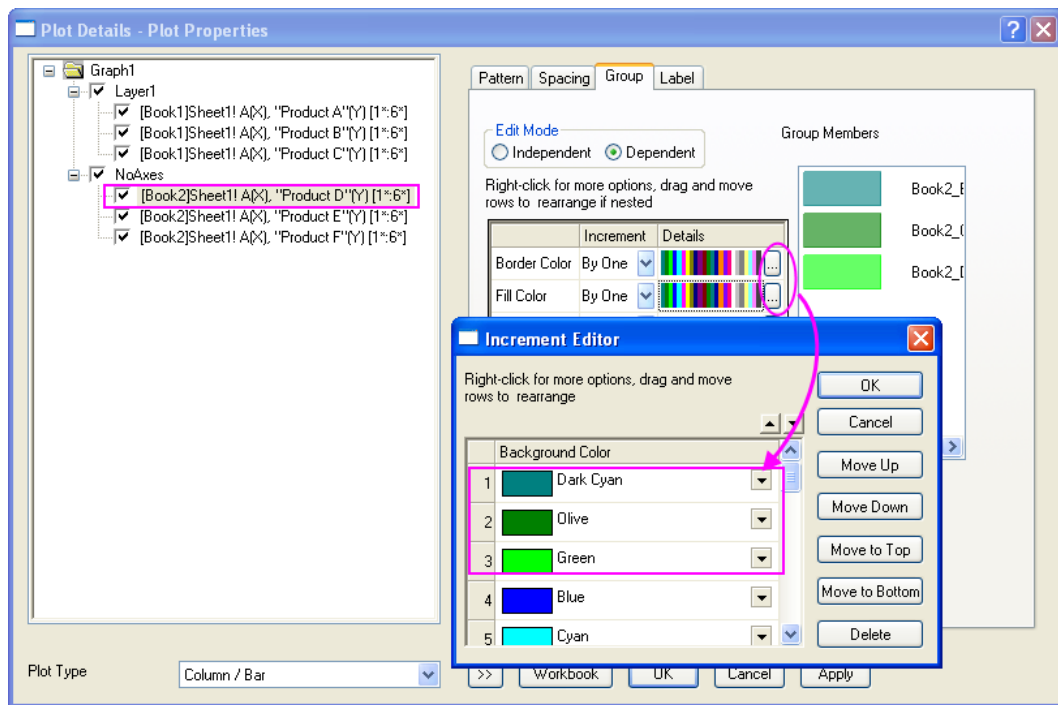 Plot Details - Plot Properties
Graph1
Layer1
[Book1]Sheet1! A(X), "Product A"(Y) [1*:6*]
[Book1]Sheet1! A(X), "Product B"(Y) [1*:6*]
[Book1]Sheet1! A(X), "Product C"(Y) [1*:6*]
NoAxes
[Book2]Sheet1! A(X), "Product D"(Y) [1*:6*]
[Book2]Sheet1! A(X), "Product E"(Y) [1*:6*]
[Book2]Sheet1! A(X), "Product F"(Y) [1*:6*]
Pattern Spacing Group Label
Edit Mode
Independent Dependent
Group Members
Right-click for more options, drag and move
rows to rearrange if nested
Increment Details
Border Color By One ...
Fill Color By One ...
Book2_
Book2_
Book2_
Increment Editor
Right-click for more options, drag and move
rows to rearrange
Background Color
1 Dark Cyan
2 Olive
3 Green
4 Blue
5 Cyan
OK
Cancel
Move Up
Move Down
Move to Top
Move to Bottom
Delete
Plot Type
Column / Bar
>> Workbook OK Cancel Apply